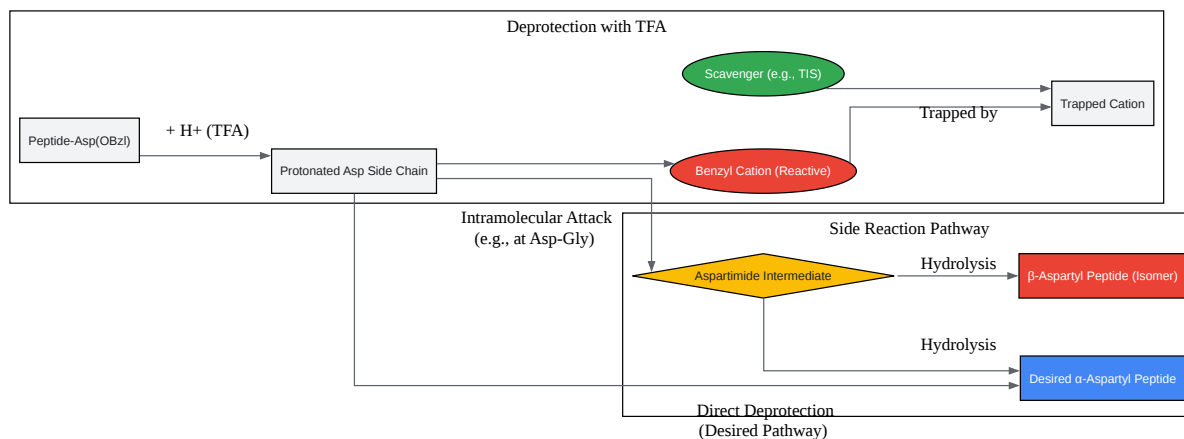 Deprotection with TFA
Scavenger (e.g., TIS)
Trapped Cation
Trapped by
Peptide-Asp(OBzl)
+ H+ (TFA)
Protonated Asp Side Chain
Benzyl Cation (Reactive)
Intramolecular Attack
(e.g., at Asp-Gly)
Side Reaction Pathway
Aspartimide Intermediate
Hydrolysis
β-Aspartyl Peptide (Isomer)
Hydrolysis
Desired α-Aspartyl Peptide
Direct Deprotection
(Desired Pathway)